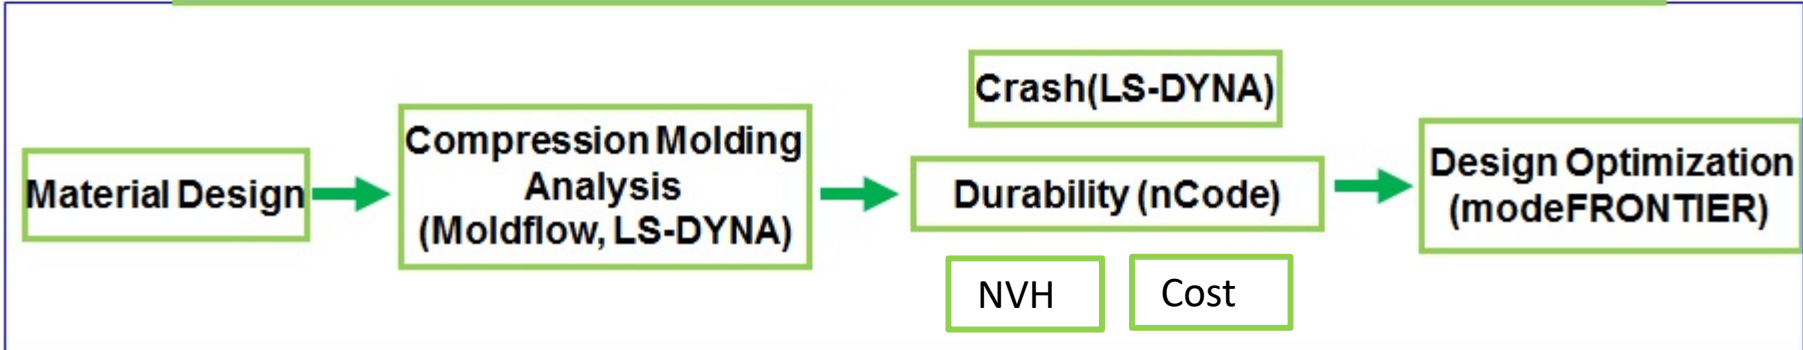 Material Design
Compression Molding
Analysis
(Moldflow, LS-DYNA)
Crash(LS-DYNA)
Durability (nCode)
NVH
Cost
Design Optimization
(modeFRONTIER)